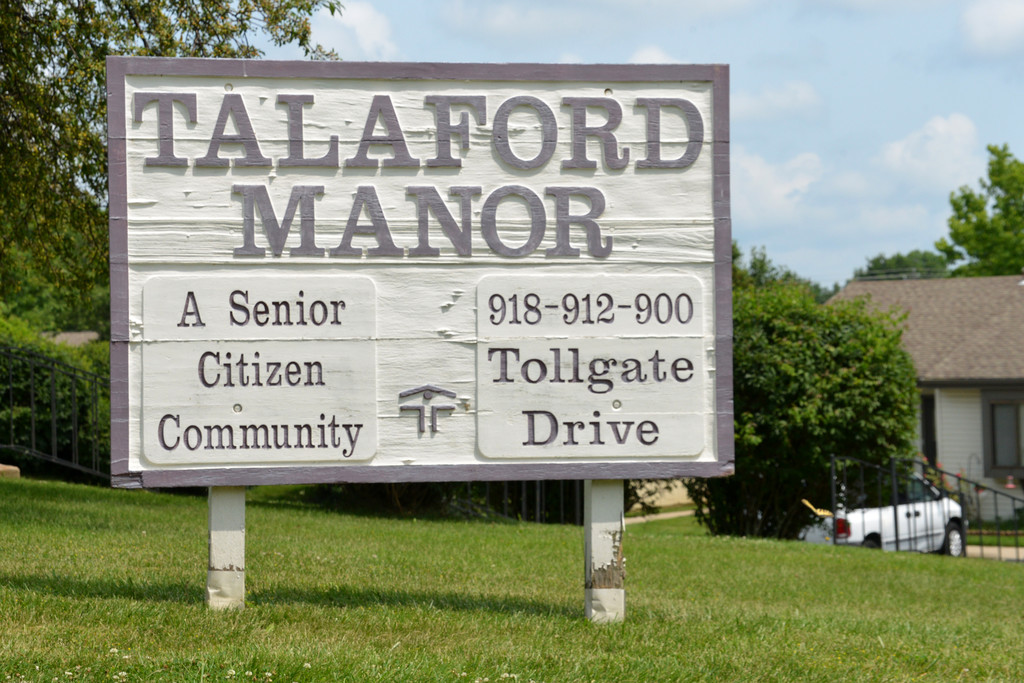 TALAFORD
MANOR
A Senior
Citizen
Community
918-912-900
Tollgate
Drive